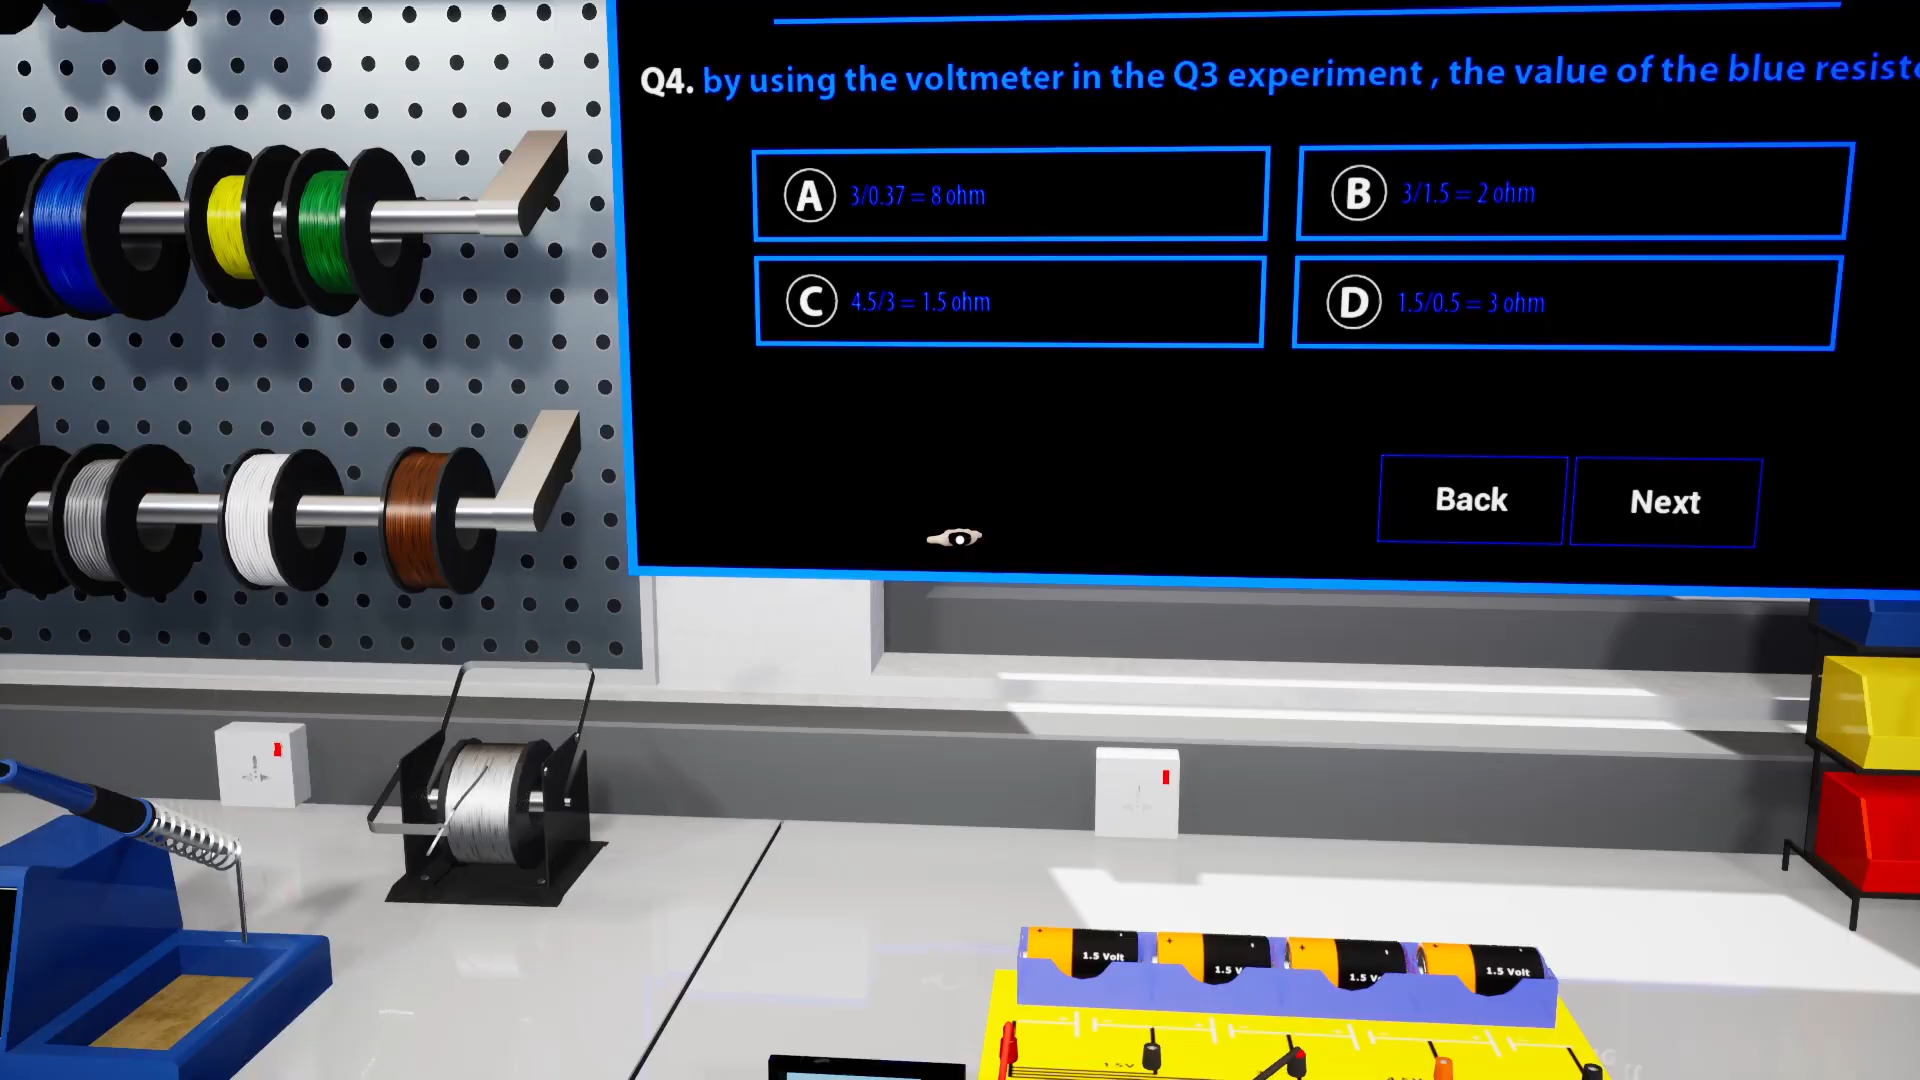 Q4. by using the voltmeter in the Q3 experiment , the value of the blue
A 3/0.37 = 8 ohm
B 3/1.5 = 2 ohm
C 4.5/3 = 1.5 ohm
D 1.5/0.5 = 3 ohm
Back
Next
1.5 Volt
1.5 Volt